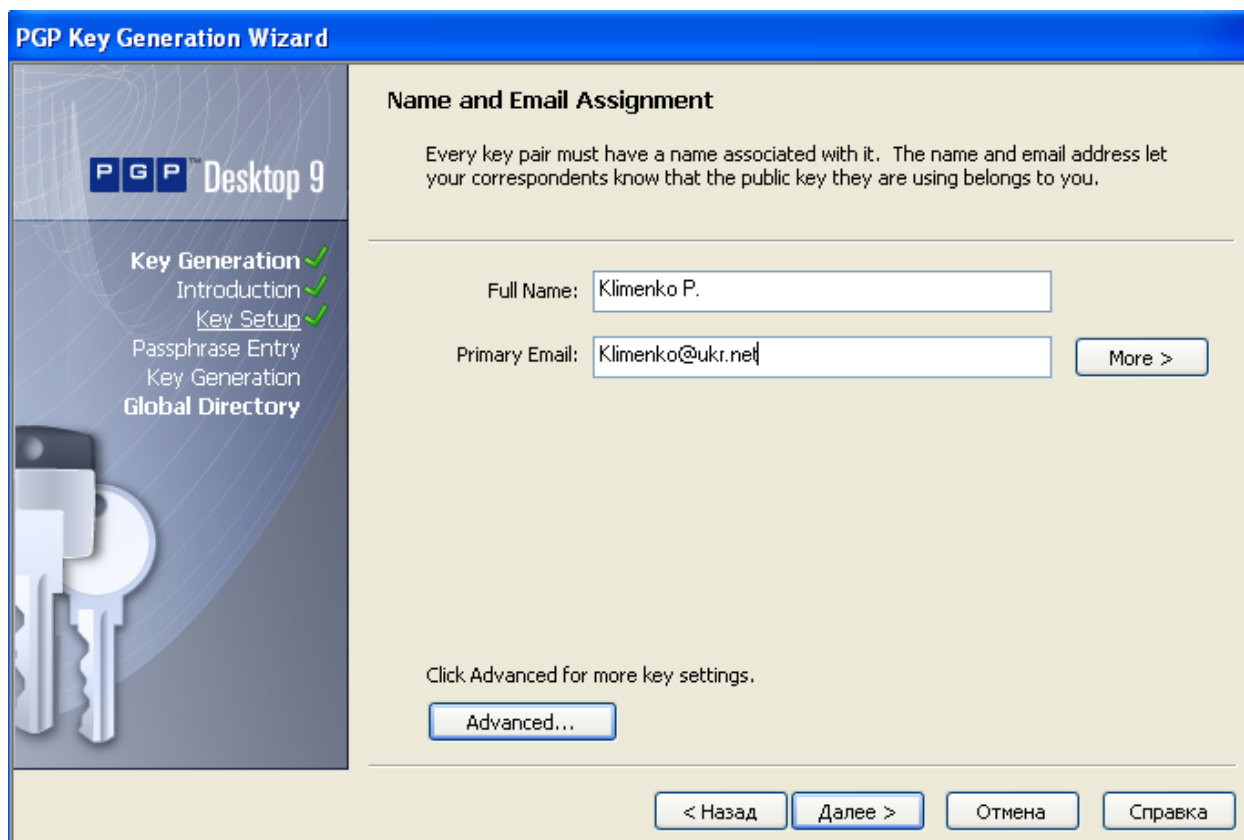 PGP Key Generation Wizard
PGP™ Desktop 9
Key Generation
Introduction
Key Setup
Passphrase Entry
Key Generation
Global Directory
Name and Email Assignment
Every key pair must have a name associated with it. The name and email address let
your correspondents know that the public key they are using belongs to you.
Full Name: Klimenko P.
Primary Email: Klimenko@ukr.net More >
Click Advanced for more key settings.
Advanced...
< Назад Далее > Отмена Справка